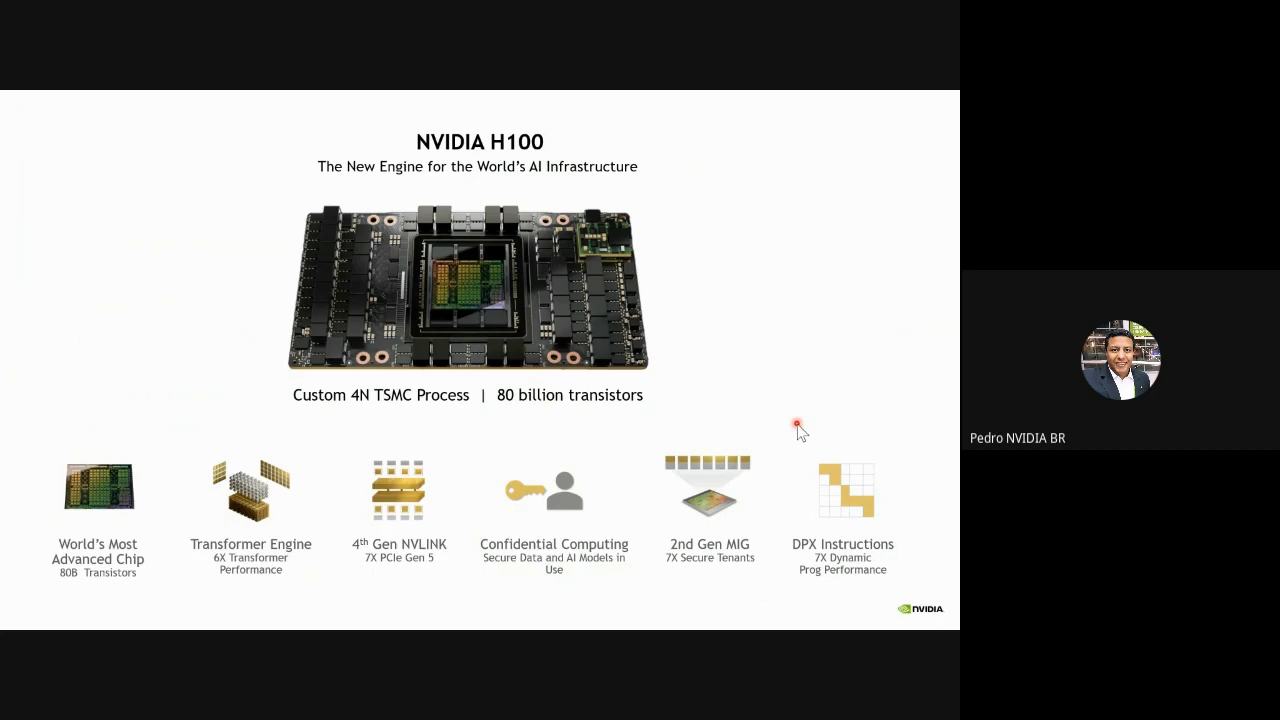 NVIDIA H100
The New Engine for the World's AI Infrastructure
Custom 4N TSMC Process | 80 billion transistors
World's Most
Advanced Chip
80B Transistors
Transformer Engine
6X Transformer
Performance
4th Gen NVLINK
7X PCIe Gen 5
Confidential Computing
Secure Data and AI Models in
Use
2nd Gen MIG
7X Secure Tenants
DPX Instructions
7X Dynamic
Prog Performance
NVIDIA
Pedro NVIDIA BR